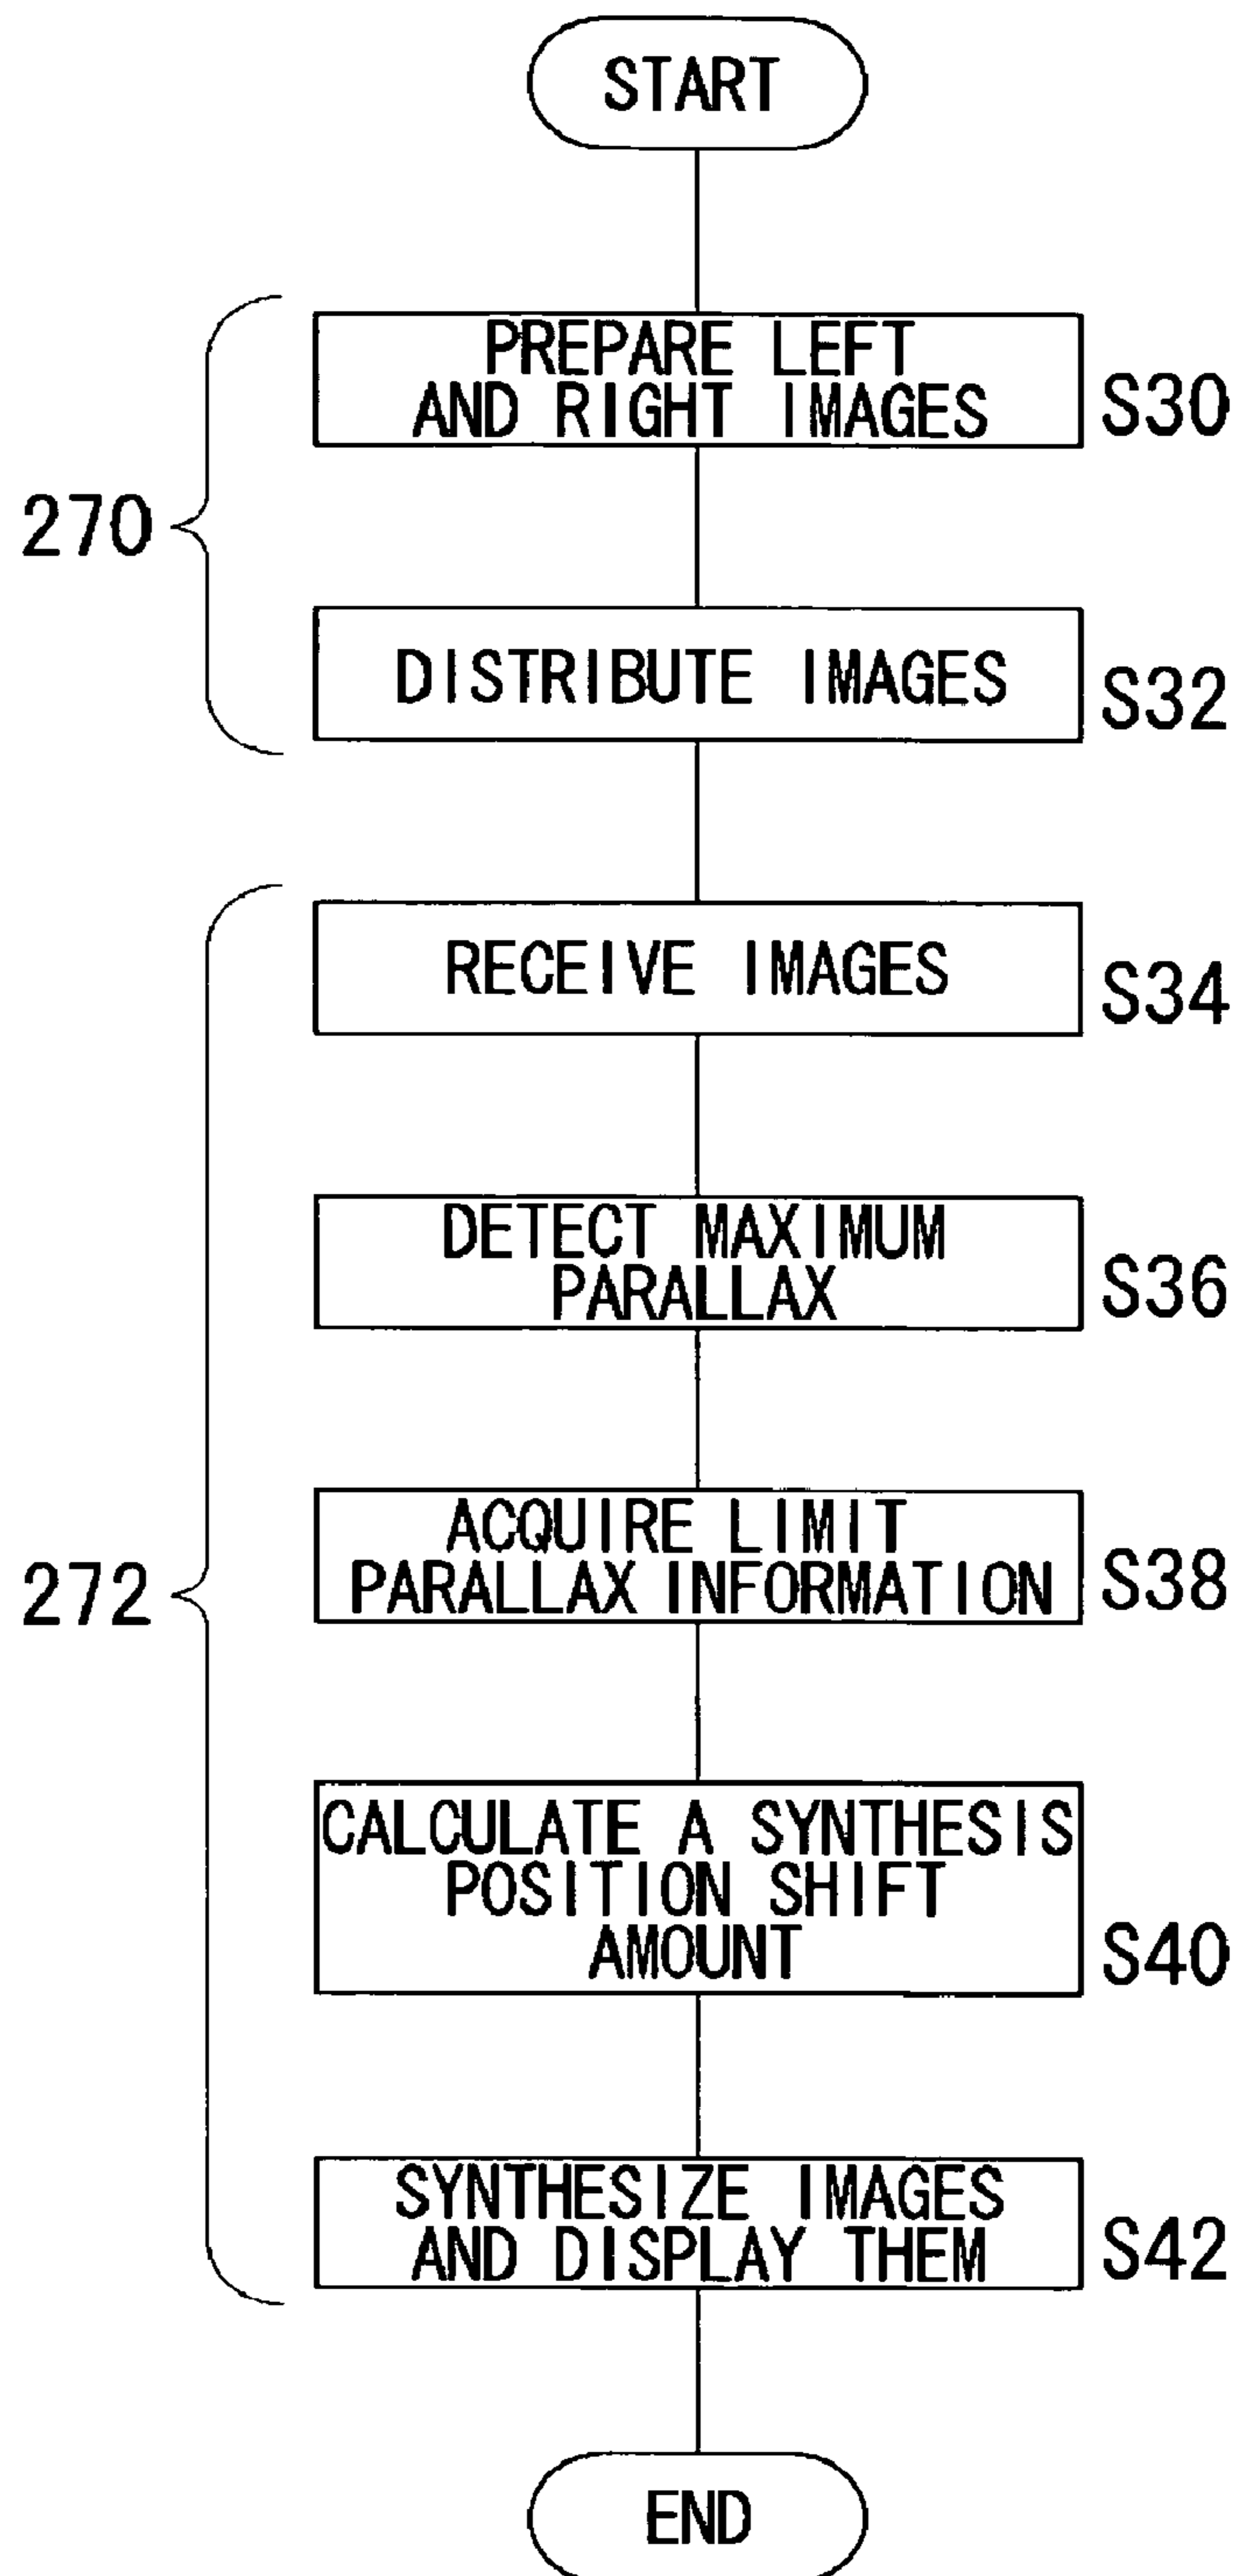 START
PREPARE LEFT
AND RIGHT IMAGES
S30
270
DISTRIBUTE IMAGES
S32
RECEIVE IMAGES
S34
DETECT MAXIMUM
PARALLAX
S36
ACQUIRE LIMIT
PARALLAX INFORMATION
S38
272
CALCULATE A SYNTHESIS
POSITION SHIFT
AMOUNT
S40
SYNTHESIZE IMAGES
AND DISPLAY THEM
S42
END